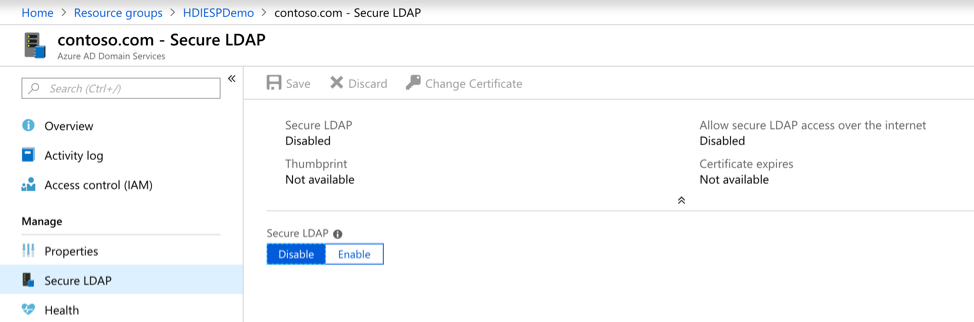 Home > Resource groups > HDIESPDemo > contoso.com - Secure LDAP
contoso.com - Secure LDAP
Azure AD Domain Services
Search (Ctrl+/)
«
Overview
Activity log
Access control (IAM)
Manage
Properties
Secure LDAP
Health
Save Discard Change Certificate
Secure LDAP
Disabled
Allow secure LDAP access over the internet
Disabled
Thumbprint
Not available
Certificate expires
Not available
Secure LDAP
Disable Enable